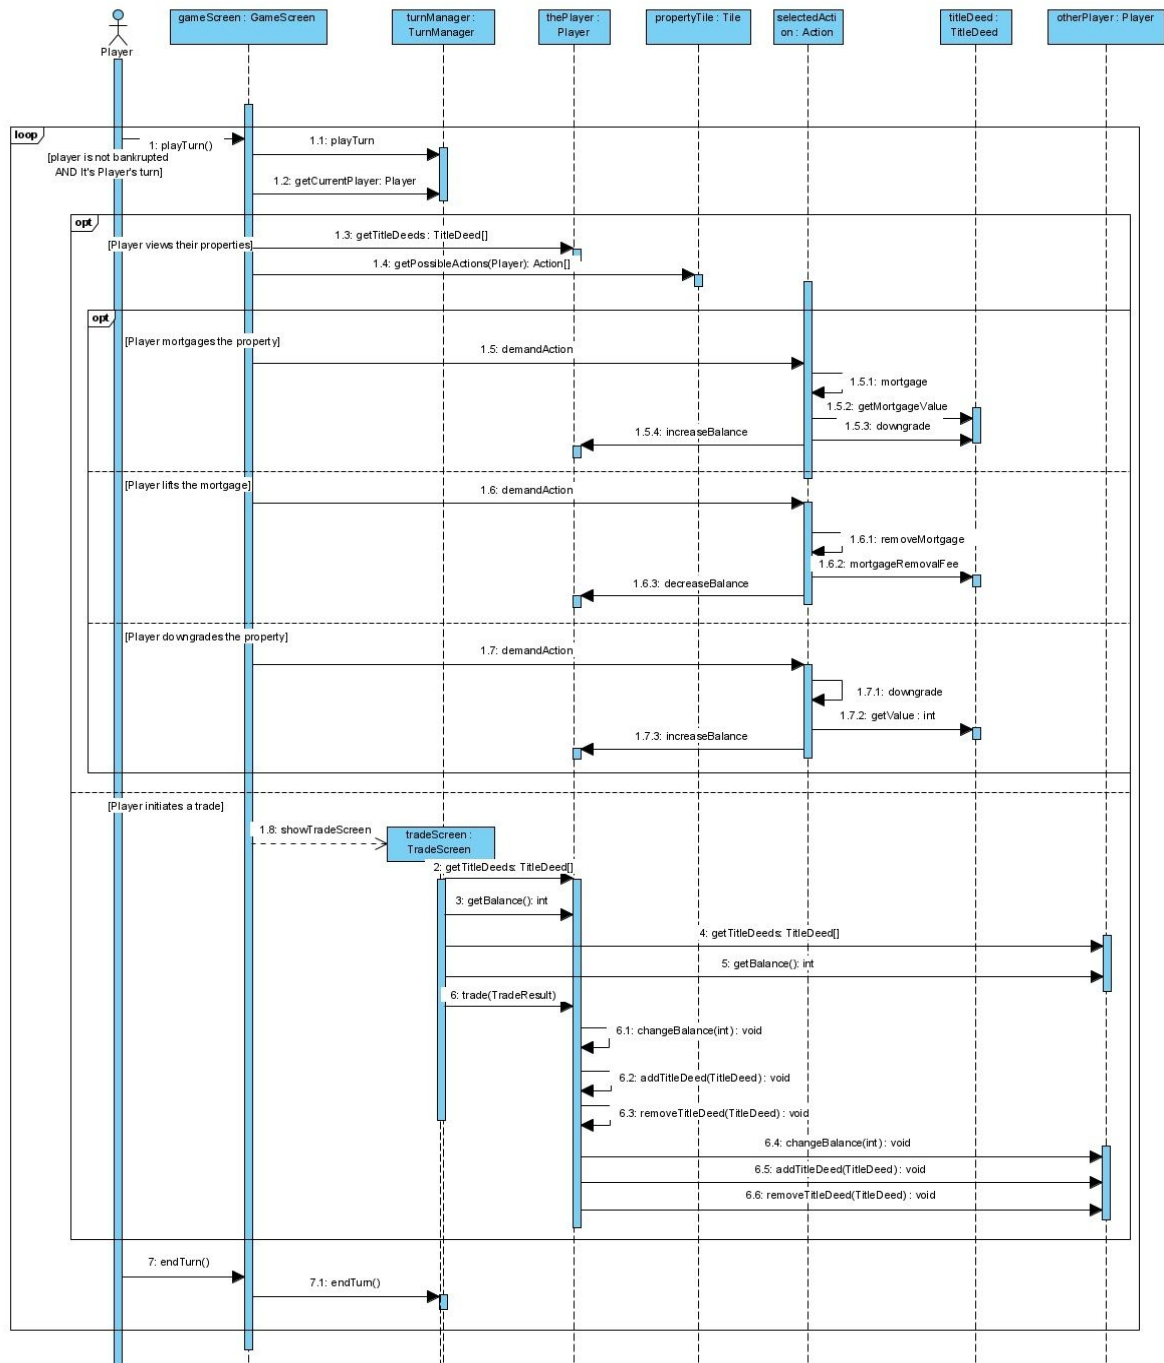 Player
gameScreen : GameScreen
turnManager :
TurnManager
thePlayer :
Player
propertyTile : Tile
selectedActi
on : Action
titleDeed :
TitleDeed
otherPlayer : Player
loop
1: playTurn()
[player is not bankrupted
AND It's Player's turn]
1.1: playTurn
1.2: getCurrentPlayer: Player
opt
[Player views their properties]
1.3: getTitleDeeds : TitleDeed[]
1.4: getPossibleActions(Player): Action[]
opt
[Player mortgages the property]
1.5: demandAction
1.5.1: mortgage
1.5.2: getMortgageValue
1.5.3: downgrade
1.5.4: increaseBalance
[Player lifts the mortgage]
1.6: demandAction
1.6.1: removeMortgage
1.6.2: mortgageRemovalFee
1.6.3: decreaseBalance
[Player downgrades the property]
1.7: demandAction
1.7.1: downgrade
1.7.2: getValue : int
1.7.3: increaseBalance
[Player initiates a trade]
1.8: showTradeScreen
tradeScreen :
TradeScreen
2: getTitleDeeds: TitleDeed[]
3: getBalance(): int
4: getTitleDeeds: TitleDeed[]
5: getBalance(): int
6: trade(TradeResult)
6.1: changeBalance(int) : void
6.2: addTitleDeed(TitleDeed) : void
6.3: removeTitleDeed(TitleDeed) : void
6.4: changeBalance(int) : void
6.5: addTitleDeed(TitleDeed) : void
6.6: removeTitleDeed(TitleDeed) : void
7: endTurn()
7.1: endTurn()